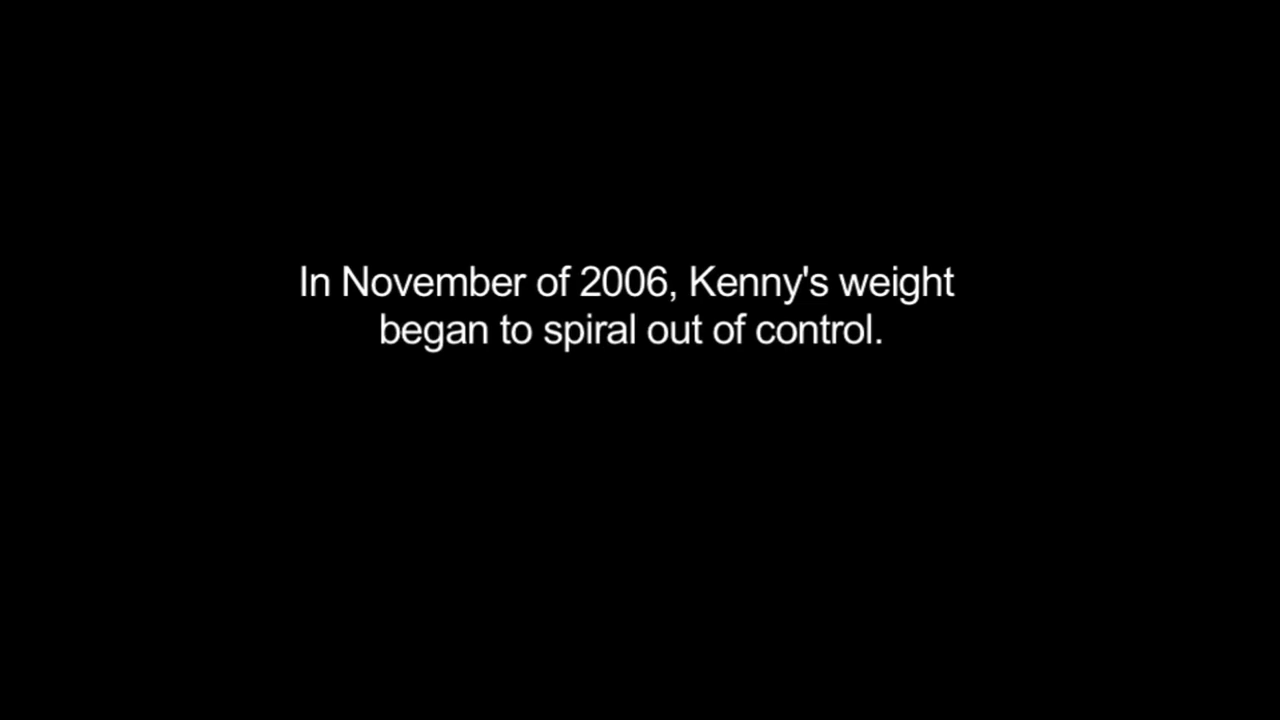 In November of 2006, Kenny's weight
began to spiral out of control.